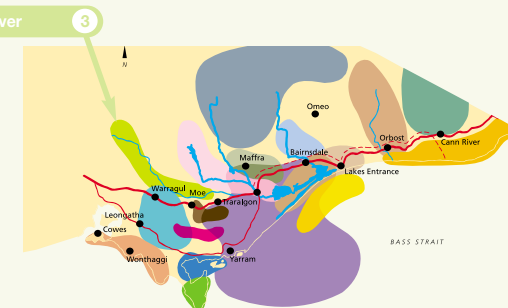 ver 3
N
Omeo
Orbost
Cann River
Maffra
Bairnsdale
Lakes Entrance
Warragul
Moe
Traralgon
Leongatha
Cowes
BASS STRAIT
Wonthaggi
Yarram